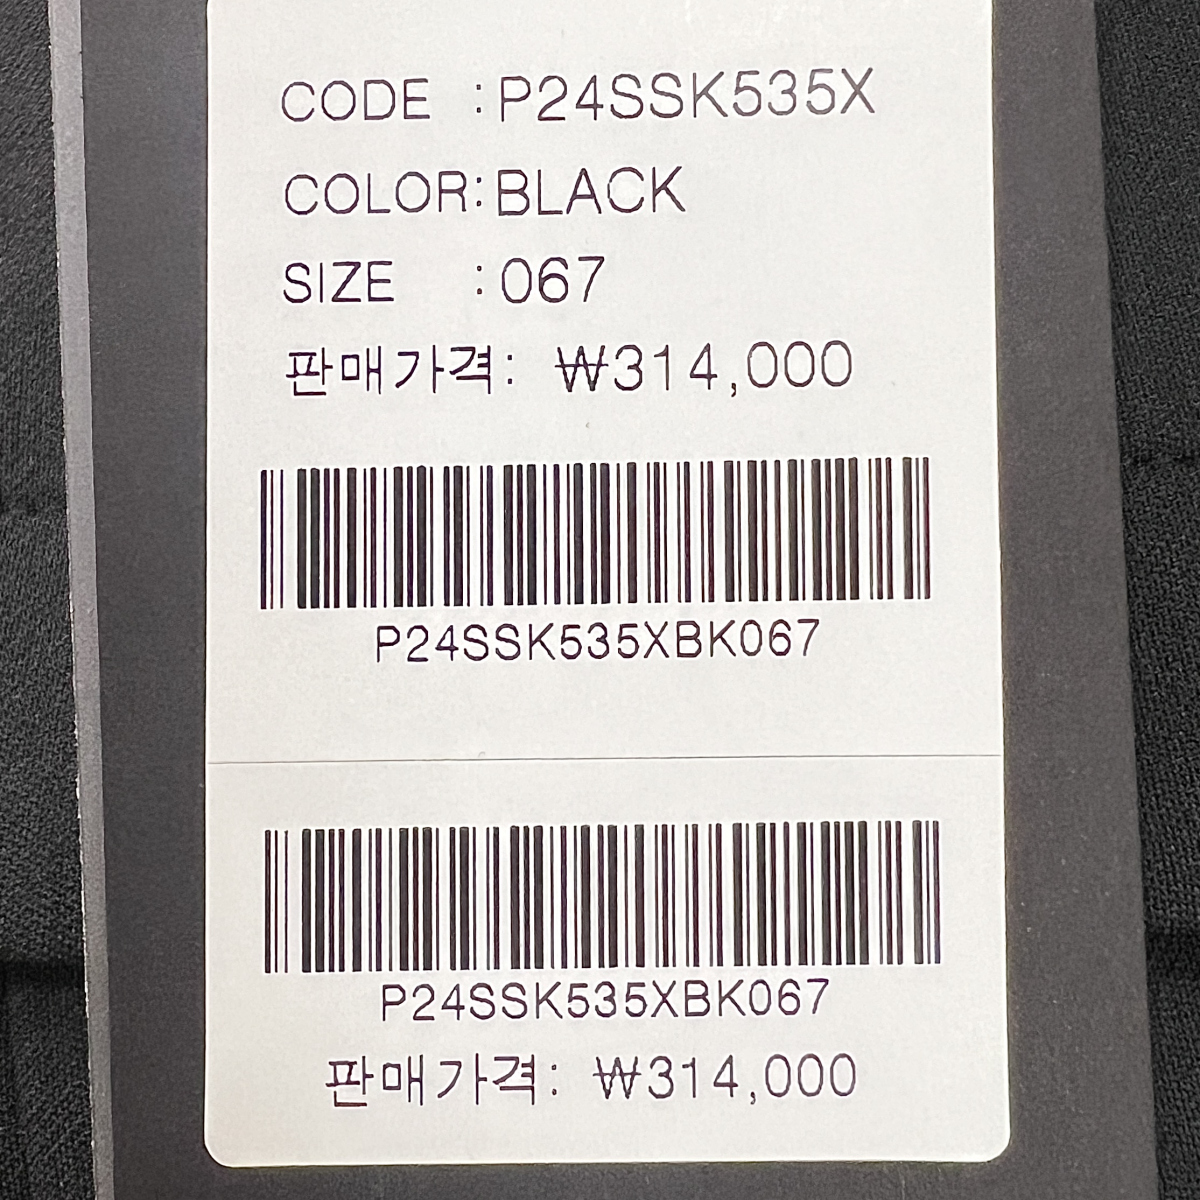 CODE : P24SSK535X
COLOR: BLACK
SIZE : 067
판매가격: ₩314,000
P24SSK535XBK067
P24SSK535XBK067
판매가격: ₩314,000